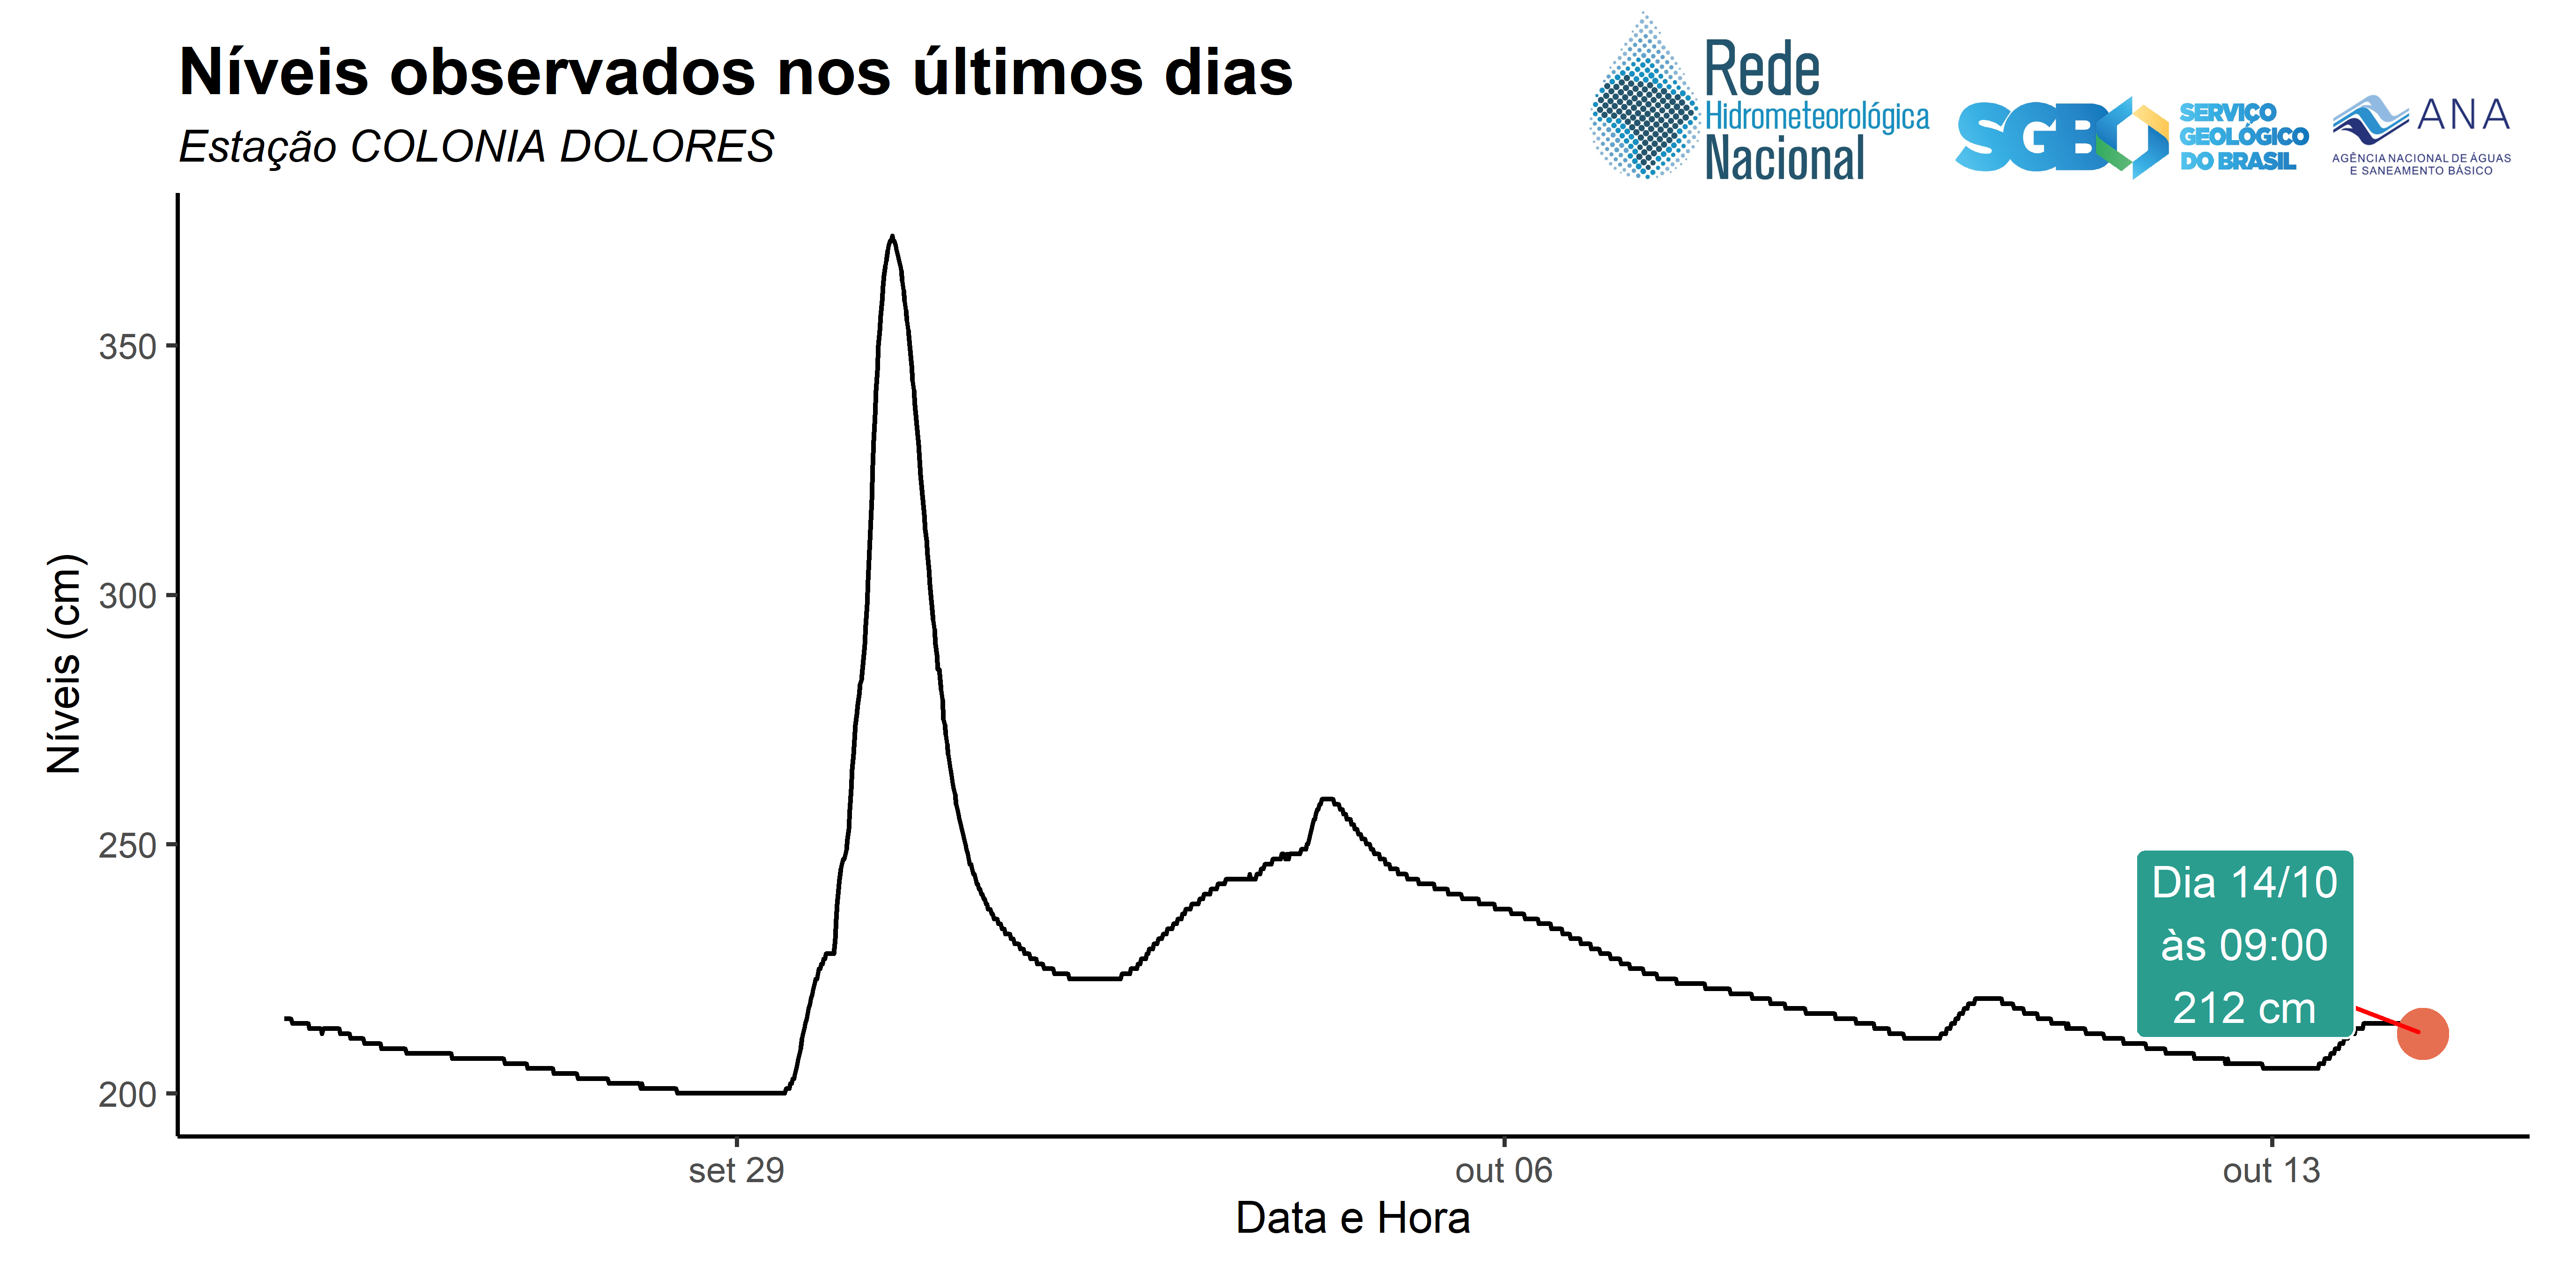 Níveis observados nos últimos dias
Estação COLONIA DOLORES
Rede
Hidrometeorológica
Nacional
SGB
SERVIÇO
GEOLÓGICO
DO BRASIL
ANA
AGÊNCIA NACIONAL DE ÁGUAS
E SANEAMENTO BÁSICO
Níveis (cm)
350
300
250
200
Dia 14/10
às 09:00
212 cm
set 29
out 06
out 13
Data e Hora